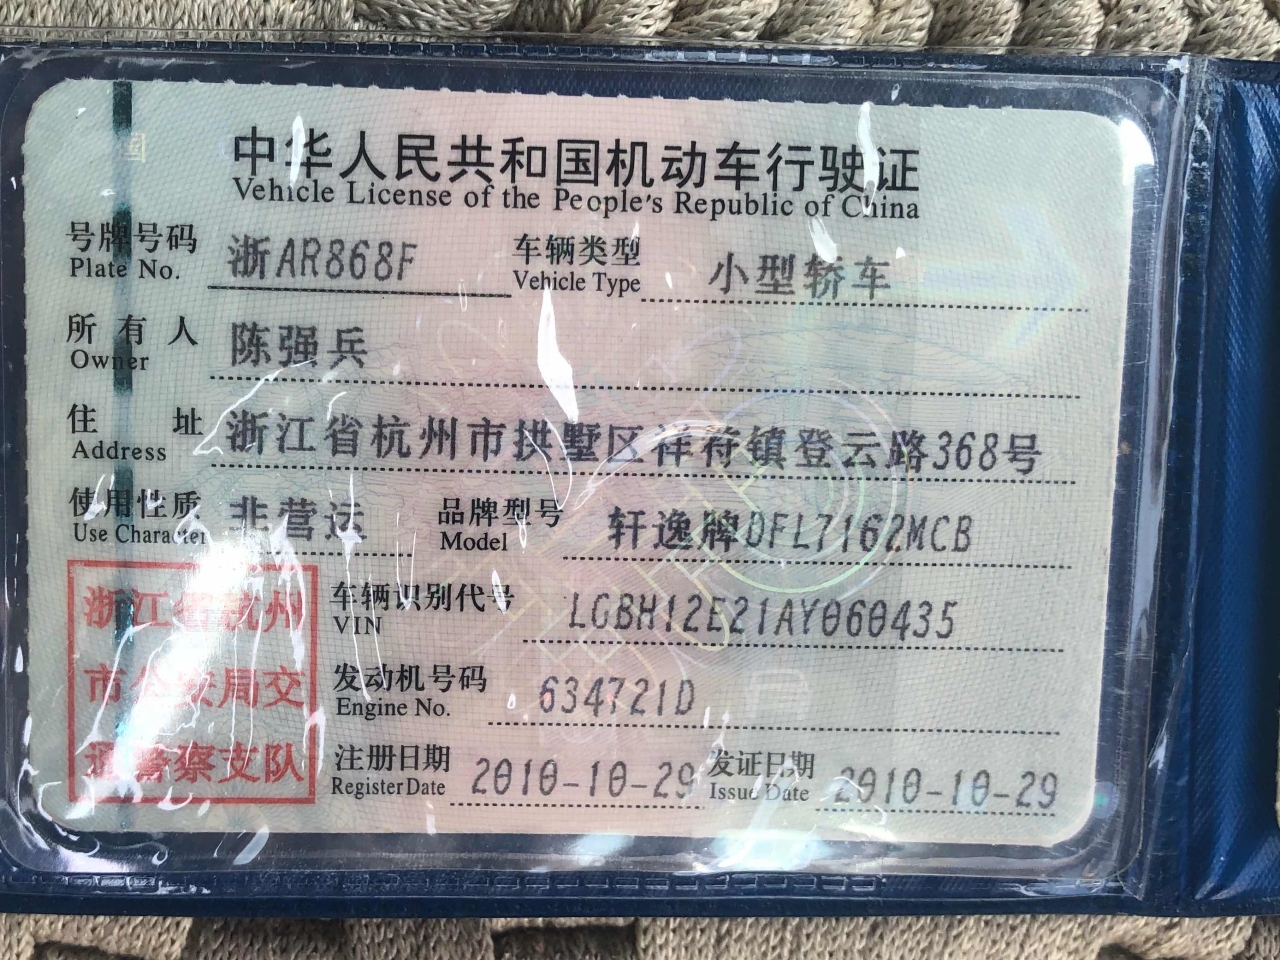 中华人民共和国机动车行驶证
Vehicle License of the People's Republic of China
号牌号码 浙AR868F 车辆类型 小型轿车
Plate No. Vehicle Type
所有人 陈强兵
Owner
住址 浙江省杭州市拱墅区祥符镇登云路368号
Address
使用性质 非营运 品牌型号 轩逸牌DFL7162MCB
Use Character Model
车辆识别代号 LGBH12E21AY060435
VIN
发动机号码 634721D
Engine No.
注册日期 2010-10-29 发证日期 2010-10-29
Register Date Issue Date
浙江省杭州
市公安局交
通警察支队